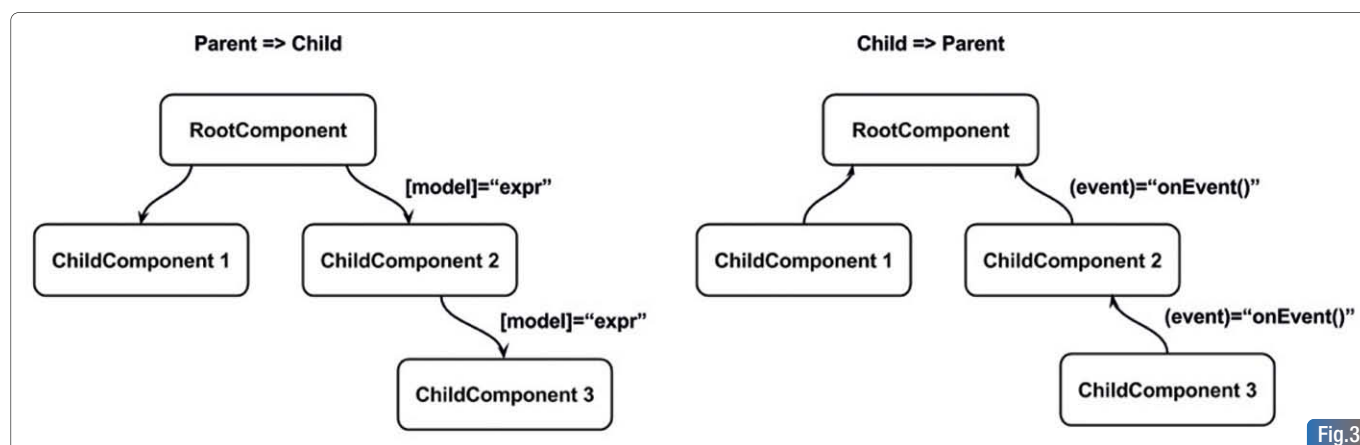 Parent => Child
RootComponent
[model]=“expr”
ChildComponent 1
ChildComponent 2
[model]=“expr”
ChildComponent 3
Child => Parent
RootComponent
(event)=“onEvent()”
ChildComponent 1
ChildComponent 2
(event)=“onEvent()”
ChildComponent 3
Fig.3